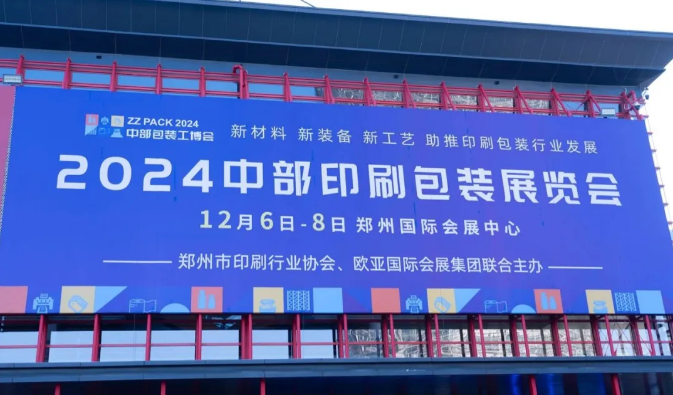 ZZ PACK 2024
中部包装工博会
新材料 新装备 新工艺 助推印刷包装行业发展
2024中部印刷包装展览会
12月6日-8日 郑州国际会展中心
郑州市印刷行业协会、欧亚国际会展集团联合主办